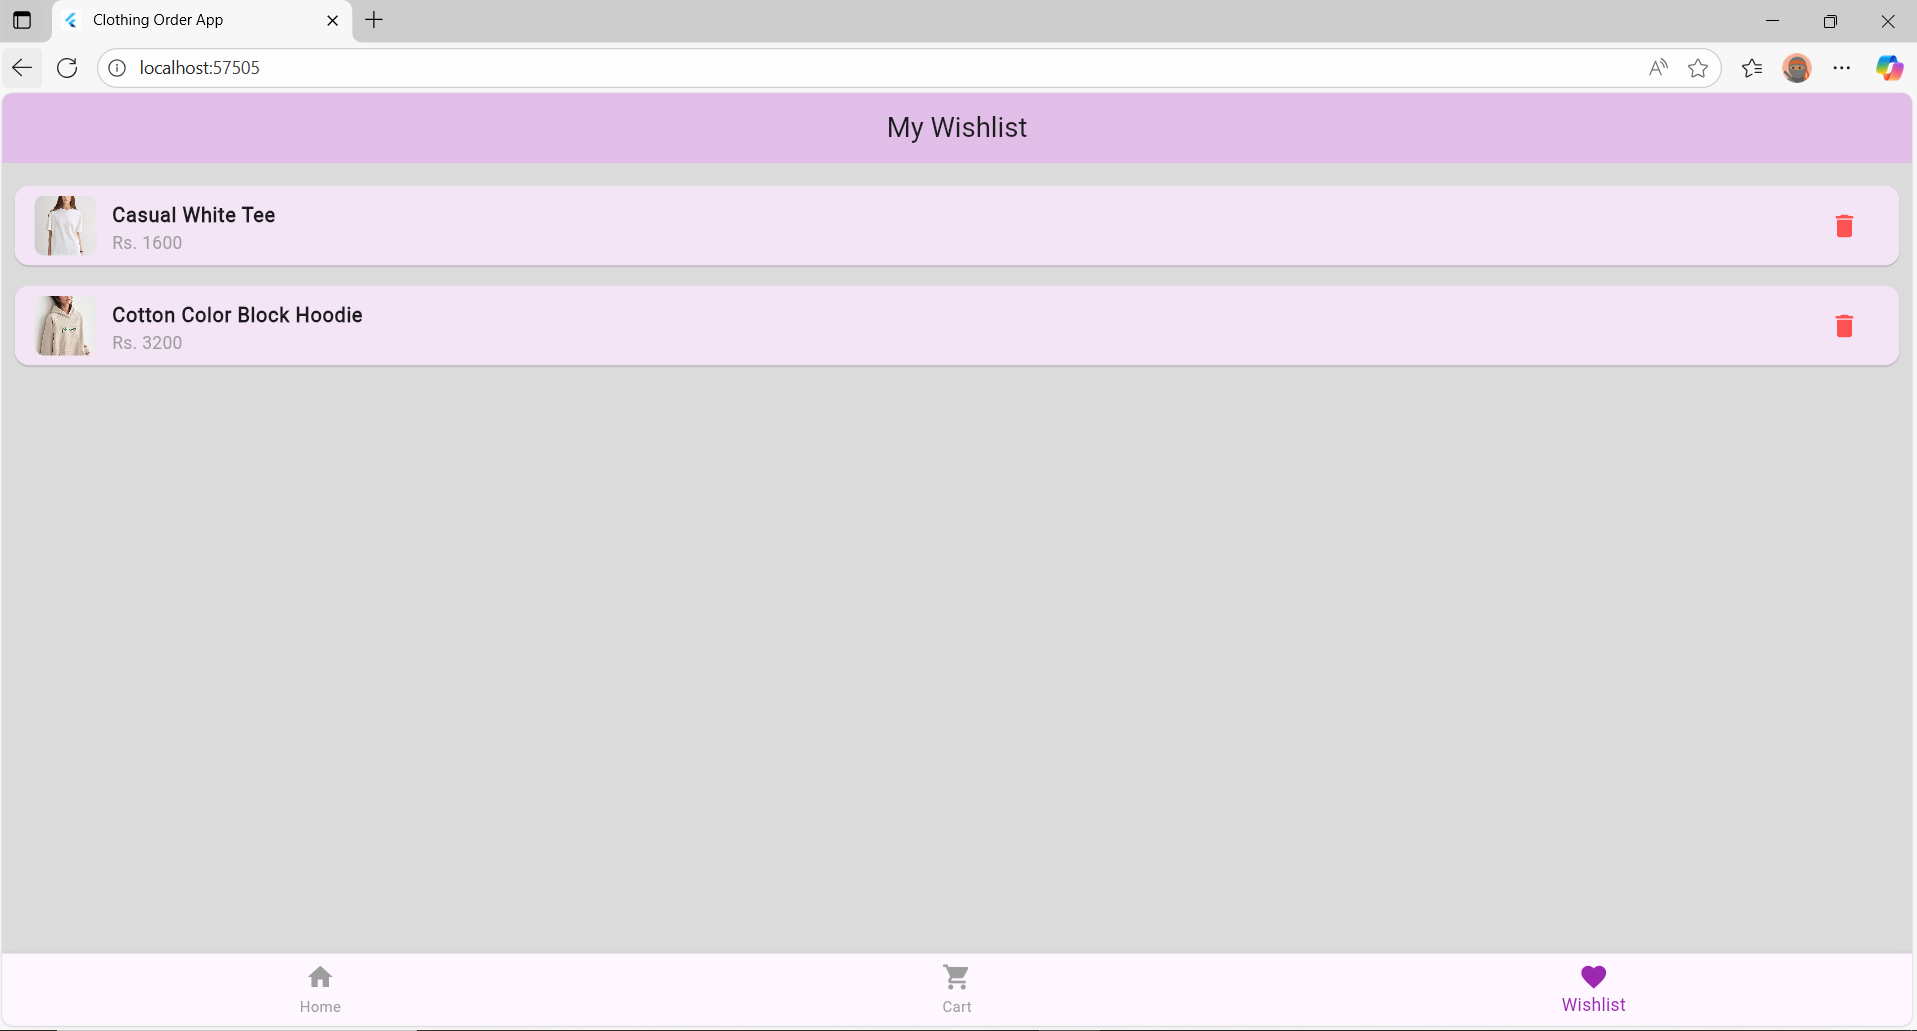 Clothing Order App
localhost:57505
My Wishlist
Casual White Tee
Rs. 1600
Cotton Color Block Hoodie
Rs. 3200
Home
Cart
Wishlist